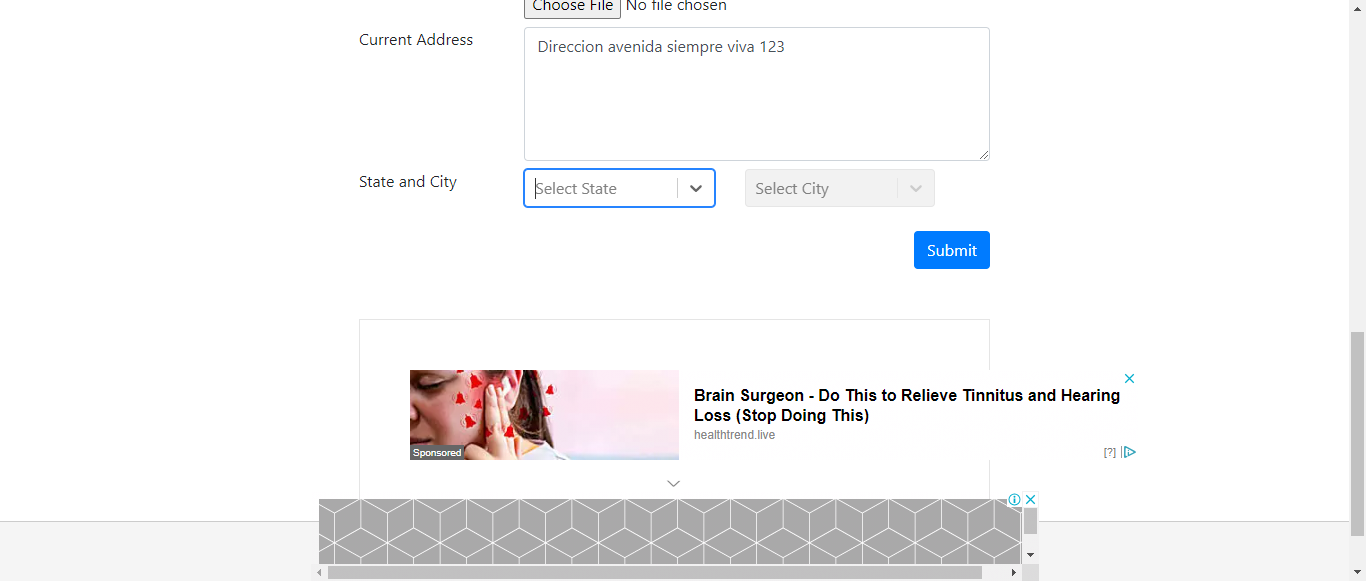 Choose File No file chosen
Current Address
Direccion avenida siempre viva 123
State and City
Select State
Select City
Submit
Brain Surgeon - Do This to Relieve Tinnitus and Hearing
Loss (Stop Doing This)
healthtrend.live
Sponsored
[?]